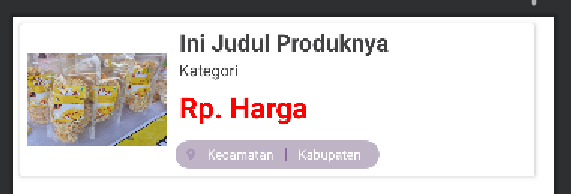 Ini Judul Produknya
Kategori
Rp. Harga
Kecamatan | Kabupaten